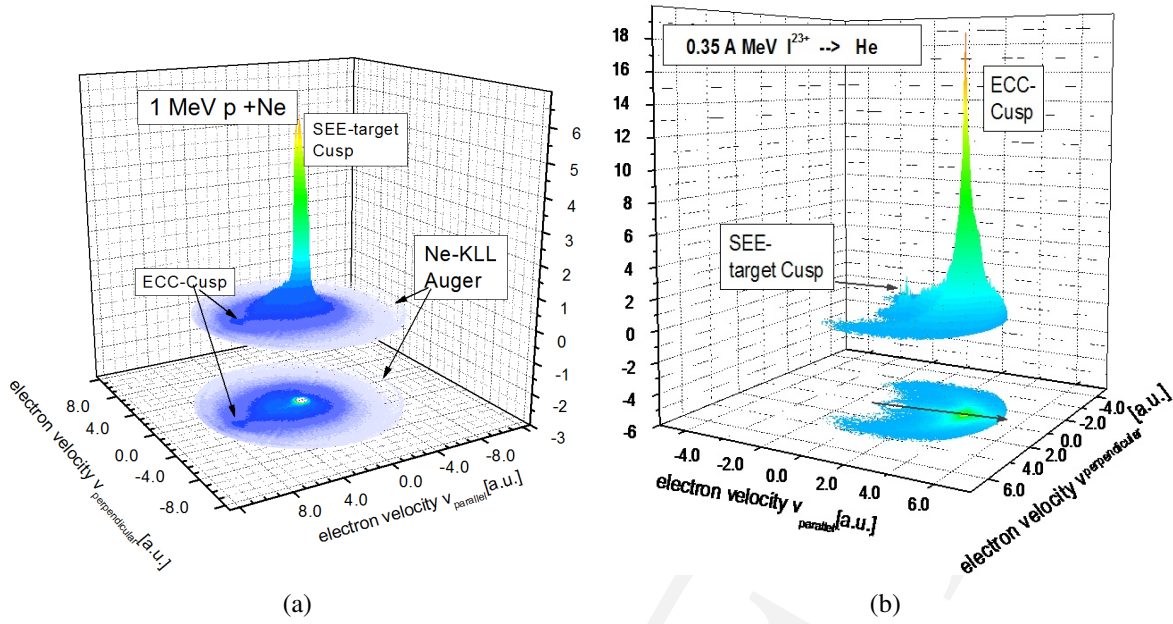 1 MeV p +Ne
SEE-target
Cusp
Ne-KLL
Auger
ECC-Cusp
6
5
4
3
2
1
0
-1
-2
-3
8.0
4.0
0.0
-4.0
-8.0
electron velocity v perpendicular [a.u.]
8.0
4.0
0.0
-4.0
-8.0
electron velocity v parallel [a.u.]
(a)
0.35 A MeV I23+ --> He
ECC-
Cusp
SEE-
target Cusp
18
16
14
12
10
8
6
4
2
0
-2
-4
-6
-4.0
-2.0
0.0
2.0
4.0
6.0
electron velocity v parallel [a.u.]
-4.0
-2.0
0.0
2.0
4.0
6.0
electron velocity v perpendicular [a.u.]
(b)